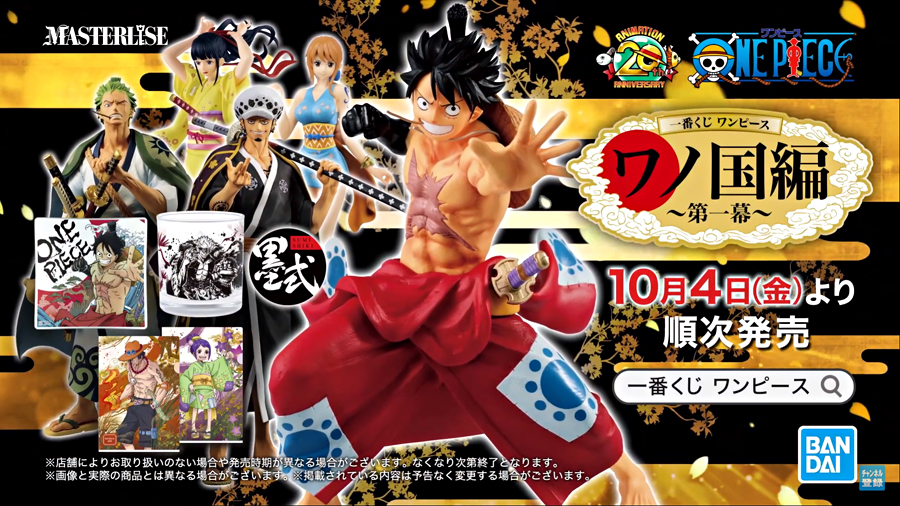 MASTERLISE
ANIMATION
20th
ANNIVERSARY
ワンピース
ONE PIECE
一番くじ ワンピース
ワノ国編
～第一幕～
ONE
PIECE
SUMI
SHIKI
墨式
10月4日(金)より
順次発売
一番くじ ワンピース
※店舗によりお取り扱いのない場合や発売時期が異なる場合がございます。なくなり次第終了となります。
※画像と実際の商品とは異なる場合がございます。※掲載されている内容は予告なく変更する場合がございます。
BAN
DAI
チャンネル
登録